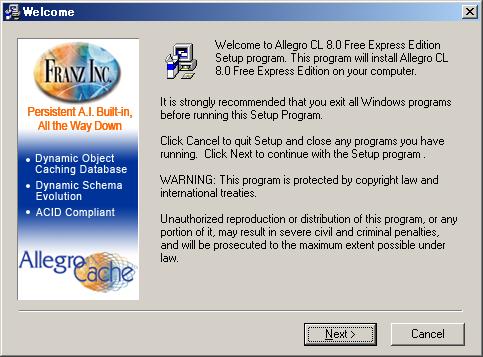 Welcome
FRANZ INC.
Persistent A.I. Built-in,
All the Way Down
• Dynamic Object
Caching Database
• Dynamic Schema
Evolution
• ACID Compliant
Allegro
Cache
Welcome to Allegro CL 8.0 Free Express Edition
Setup program. This program will install Allegro CL
8.0 Free Express Edition on your computer.
It is strongly recommended that you exit all Windows programs
before running this Setup Program.
Click Cancel to quit Setup and close any programs you have
running. Click Next to continue with the Setup program .
WARNING: This program is protected by copyright law and
international treaties.
Unauthorized reproduction or distribution of this program, or any
portion of it, may result in severe civil and criminal penalties,
and will be prosecuted to the maximum extent possible under
law.
Next >
Cancel